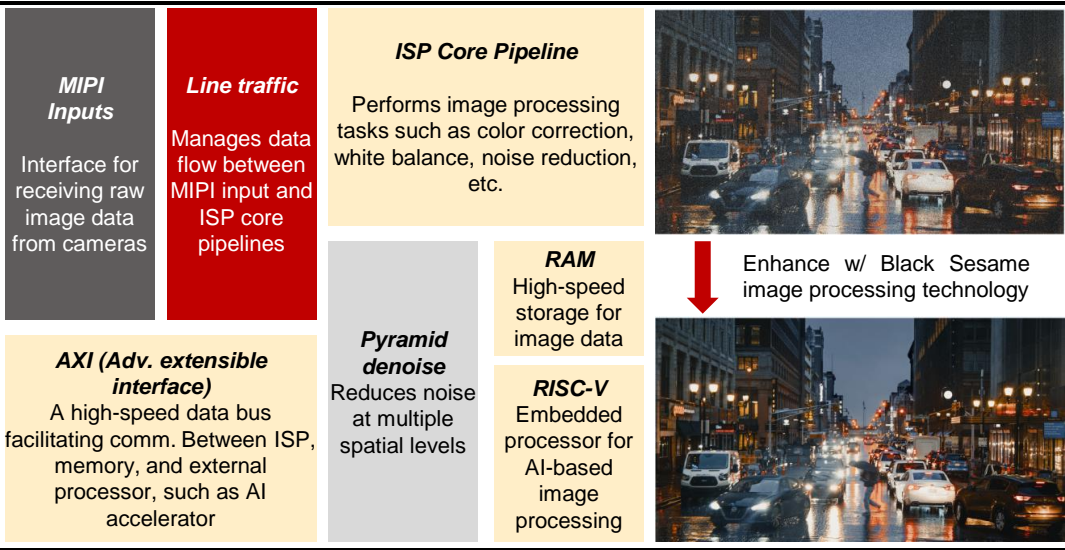 MIPI
Inputs
Interface for
receiving raw
image data
from cameras
Line traffic
Manages data
flow between
MIPI input and
ISP core
pipelines
ISP Core Pipeline
Performs image processing
tasks such as color correction,
white balance, noise reduction,
etc.
AXI (Adv. extensible
interface)
A high-speed data bus
facilitating comm. Between ISP,
memory, and external
processor, such as AI
accelerator
Pyramid
denoise
Reduces noise
at multiple
spatial levels
RAM
High-speed
storage for
image data
RISC-V
Embedded
processor for
AI-based
image
processing
Enhance w/ Black Sesame
image processing technology